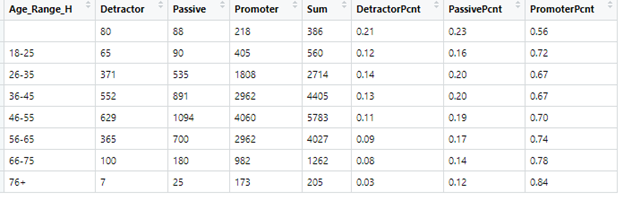 Age_Range_H Detractor Passive Promoter Sum DetractorPcnt PassivePcnt PromoterPcnt
80 88 218 386 0.21 0.23 0.56
18-25 65 90 405 560 0.12 0.16 0.72
26-35 371 535 1808 2714 0.14 0.20 0.67
36-45 552 891 2962 4405 0.13 0.20 0.67
46-55 629 1094 4060 5783 0.11 0.19 0.70
56-65 365 700 2962 4027 0.09 0.17 0.74
66-75 100 180 982 1262 0.08 0.14 0.78
76+ 7 25 173 205 0.03 0.12 0.84